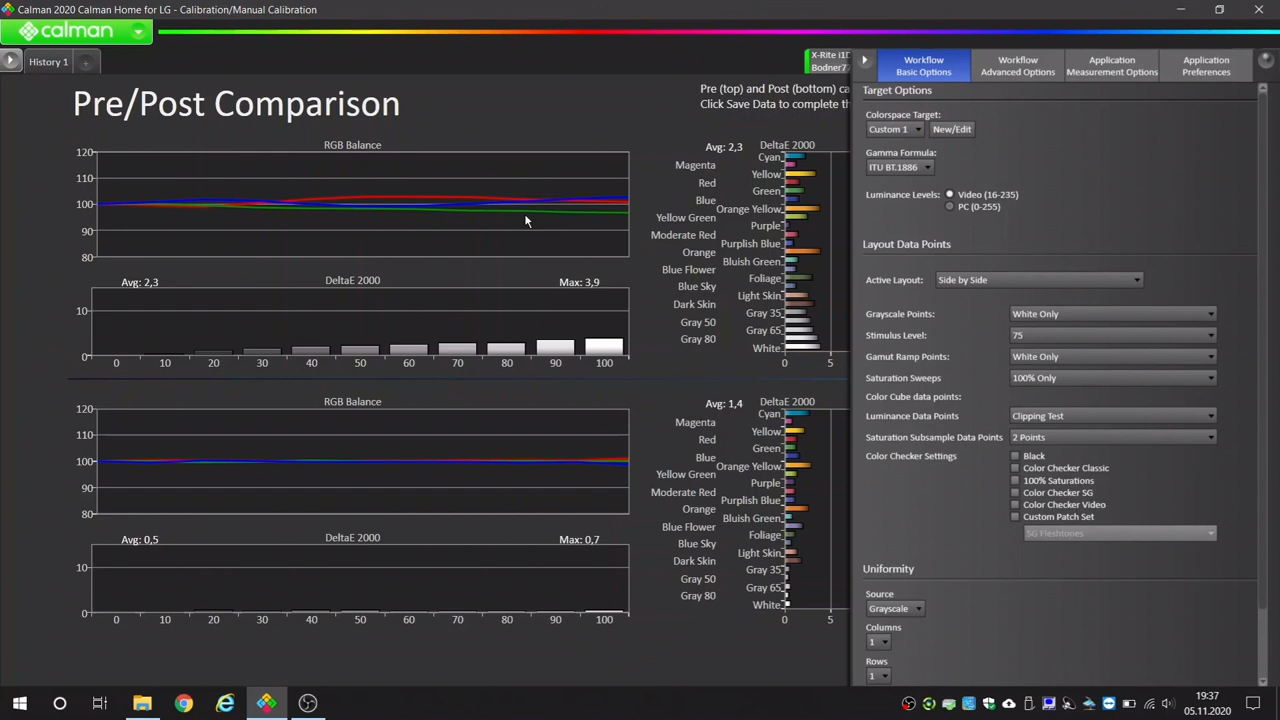 Calman 2020 Calman Home for LG - Calibration/Manual Calibration
calman
History 1
X-Rite i1D
Bodner77
Workflow
Basic Options
Workflow
Advanced Options
Application
Measurement Options
Application
Preferences
Pre/Post Comparison
Pre (top) and Post (bottom) ca
Click Save Data to complete th
RGB Balance
120
110
100
90
80
Avg: 2,3
DeltaE 2000
Max: 3,9
10
0
0 10 20 30 40 50 60 70 80 90 100
Avg: 2,3
DeltaE 2000
Cyan
Magenta
Yellow
Red
Green
Blue
Orange Yellow
Yellow Green
Purple
Moderate Red
Purplish Blue
Orange
Bluish Green
Blue Flower
Foliage
Blue Sky
Light Skin
Dark Skin
Gray 35
Gray 50
Gray 65
Gray 80
White
0 5
RGB Balance
120
110
100
90
80
Avg: 0,5
DeltaE 2000
Max: 0,7
10
0
0 10 20 30 40 50 60 70 80 90 100
Avg: 1,4
DeltaE 2000
Cyan
Magenta
Yellow
Red
Green
Blue
Orange Yellow
Yellow Green
Purple
Moderate Red
Purplish Blue
Orange
Bluish Green
Blue Flower
Foliage
Blue Sky
Light Skin
Dark Skin
Gray 35
Gray 50
Gray 65
Gray 80
White
0 5
Target Options
Colorspace Target:
Custom 1 New/Edit
Gamma Formula:
ITU BT.1886
Luminance Levels: Video (16-235)
PC (0-255)
Layout Data Points
Active Layout: Side by Side
Grayscale Points: White Only
Stimulus Level: 75
Gamut Ramp Points: White Only
Saturation Sweeps 100% Only
Color Cube data points:
Luminance Data Points Clipping Test
Saturation Subsample Data Points 2 Points
Color Checker Settings Black
Color Checker Classic
100% Saturations
Color Checker SG
Color Checker Video
Custom Patch Set
SG Fleshtones
Uniformity
Source
Grayscale
Columns
1
Rows
1
19:37
05.11.2020